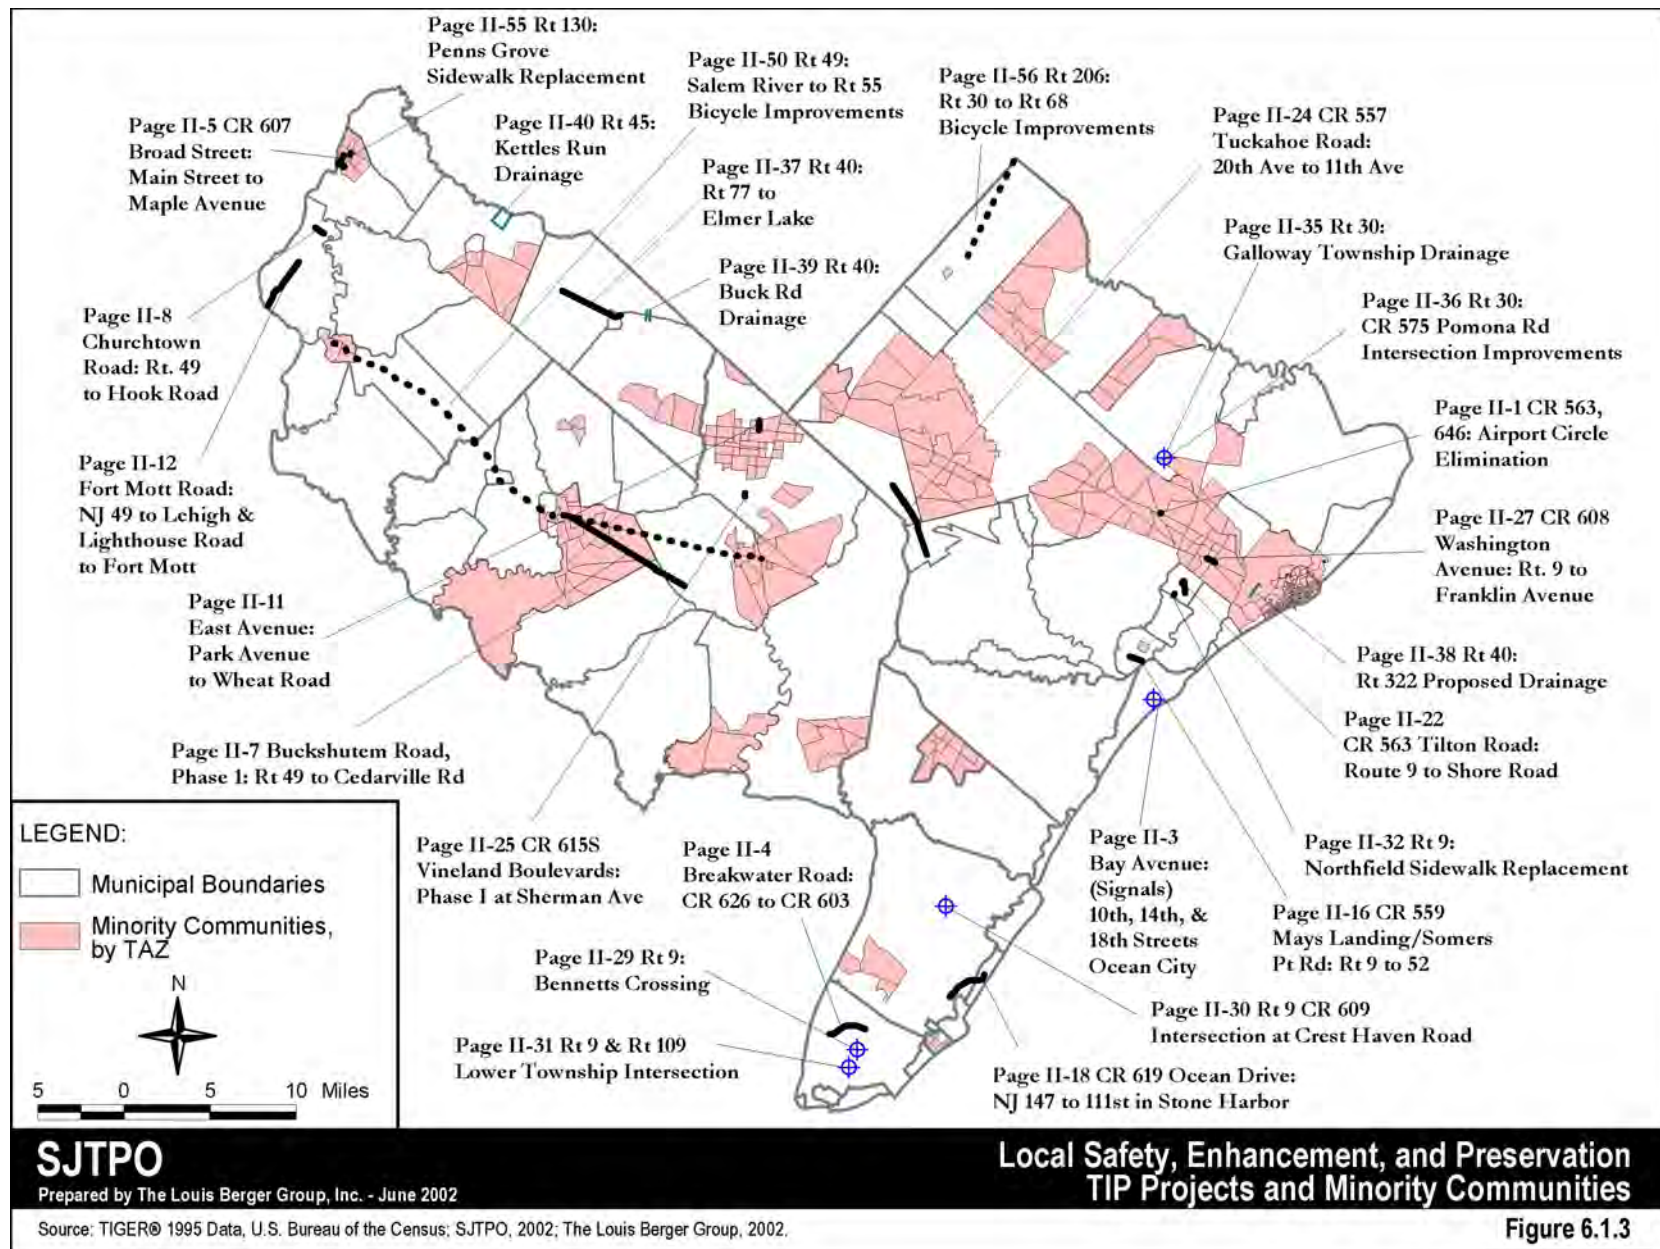 Page II-55 Rt 130:
Penns Grove
Sidewalk Replacement
Page II-50 Rt 49:
Salem River to Rt 55
Bicycle Improvements
Page II-56 Rt 206:
Rt 30 to Rt 68
Bicycle Improvements
Page II-24 CR 557
Tuckahoe Road:
20th Ave to 11th Ave
Page II-5 CR 607
Broad Street:
Main Street to
Maple Avenue
Page II-40 Rt 45:
Kettles Run
Drainage
Page II-37 Rt 40:
Rt 77 to
Elmer Lake
Page II-35 Rt 30:
Galloway Township Drainage
Page II-39 Rt 40:
Buck Rd
Drainage
Page II-36 Rt 30:
CR 575 Pomona Rd
Intersection Improvements
Page II-8
Churchtown
Road: Rt. 49
to Hook Road
Page II-1 CR 563,
646: Airport Circle
Elimination
Page II-12
Fort Mott Road:
NJ 49 to Lehigh &
Lighthouse Road
to Fort Mott
Page II-27 CR 608
Washington
Avenue: Rt. 9 to
Franklin Avenue
Page II-11
East Avenue:
Park Avenue
to Wheat Road
Page II-38 Rt 40:
Rt 322 Proposed Drainage
Page II-22
CR 563 Tilton Road:
Route 9 to Shore Road
Page II-7 Buckshutem Road,
Phase 1: Rt 49 to Cedarville Rd
Page II-25 CR 615S
Vineland Boulevards:
Phase I at Sherman Ave
Page II-4
Breakwater Road:
CR 626 to CR 603
Page II-3
Bay Avenue:
(Signals)
10th, 14th, &
18th Streets
Ocean City
Page II-32 Rt 9:
Northfield Sidewalk Replacement
Page II-16 CR 559
Mays Landing/Somers
Pt Rd: Rt 9 to 52
Page II-29 Rt 9:
Bennetts Crossing
Page II-30 Rt 9 CR 609
Intersection at Crest Haven Road
Page II-31 Rt 9 & Rt 109
Lower Township Intersection
Page II-18 CR 619 Ocean Drive:
NJ 147 to 111st in Stone Harbor
LEGEND:
Municipal Boundaries
Minority Communities,
by TAZ
N
5 0 5 10 Miles
SJTPO
Prepared by The Louis Berger Group, Inc. - June 2002
Local Safety, Enhancement, and Preservation
TIP Projects and Minority Communities
Source: TIGER® 1995 Data, U.S. Bureau of the Census; SJTPO, 2002; The Louis Berger Group, 2002.
Figure 6.1.3